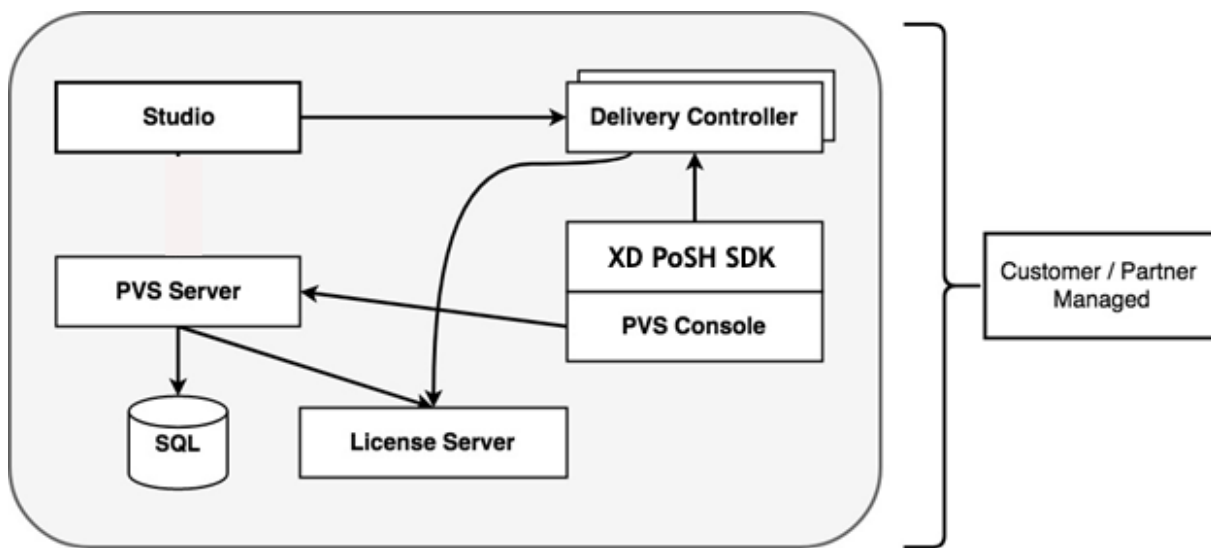 Studio
Delivery Controller
XD PoSH SDK
PVS Server
PVS Console
Customer / Partner
Managed
SQL
License Server